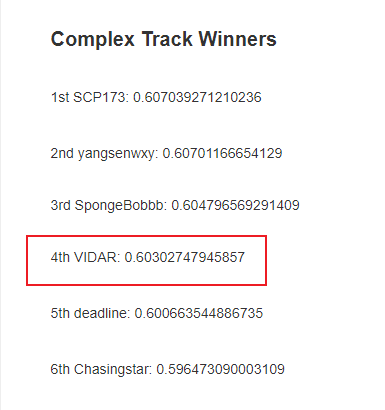 Complex Track Winners
1st SCP173: 0.607039271210236
2nd yangsenwxy: 0.60701166654129
3rd SpongeBobbb: 0.604796569291409
4th VIDAR: 0.60302747945857
5th deadline: 0.600663544886735
6th Chasingstar: 0.596473090003109